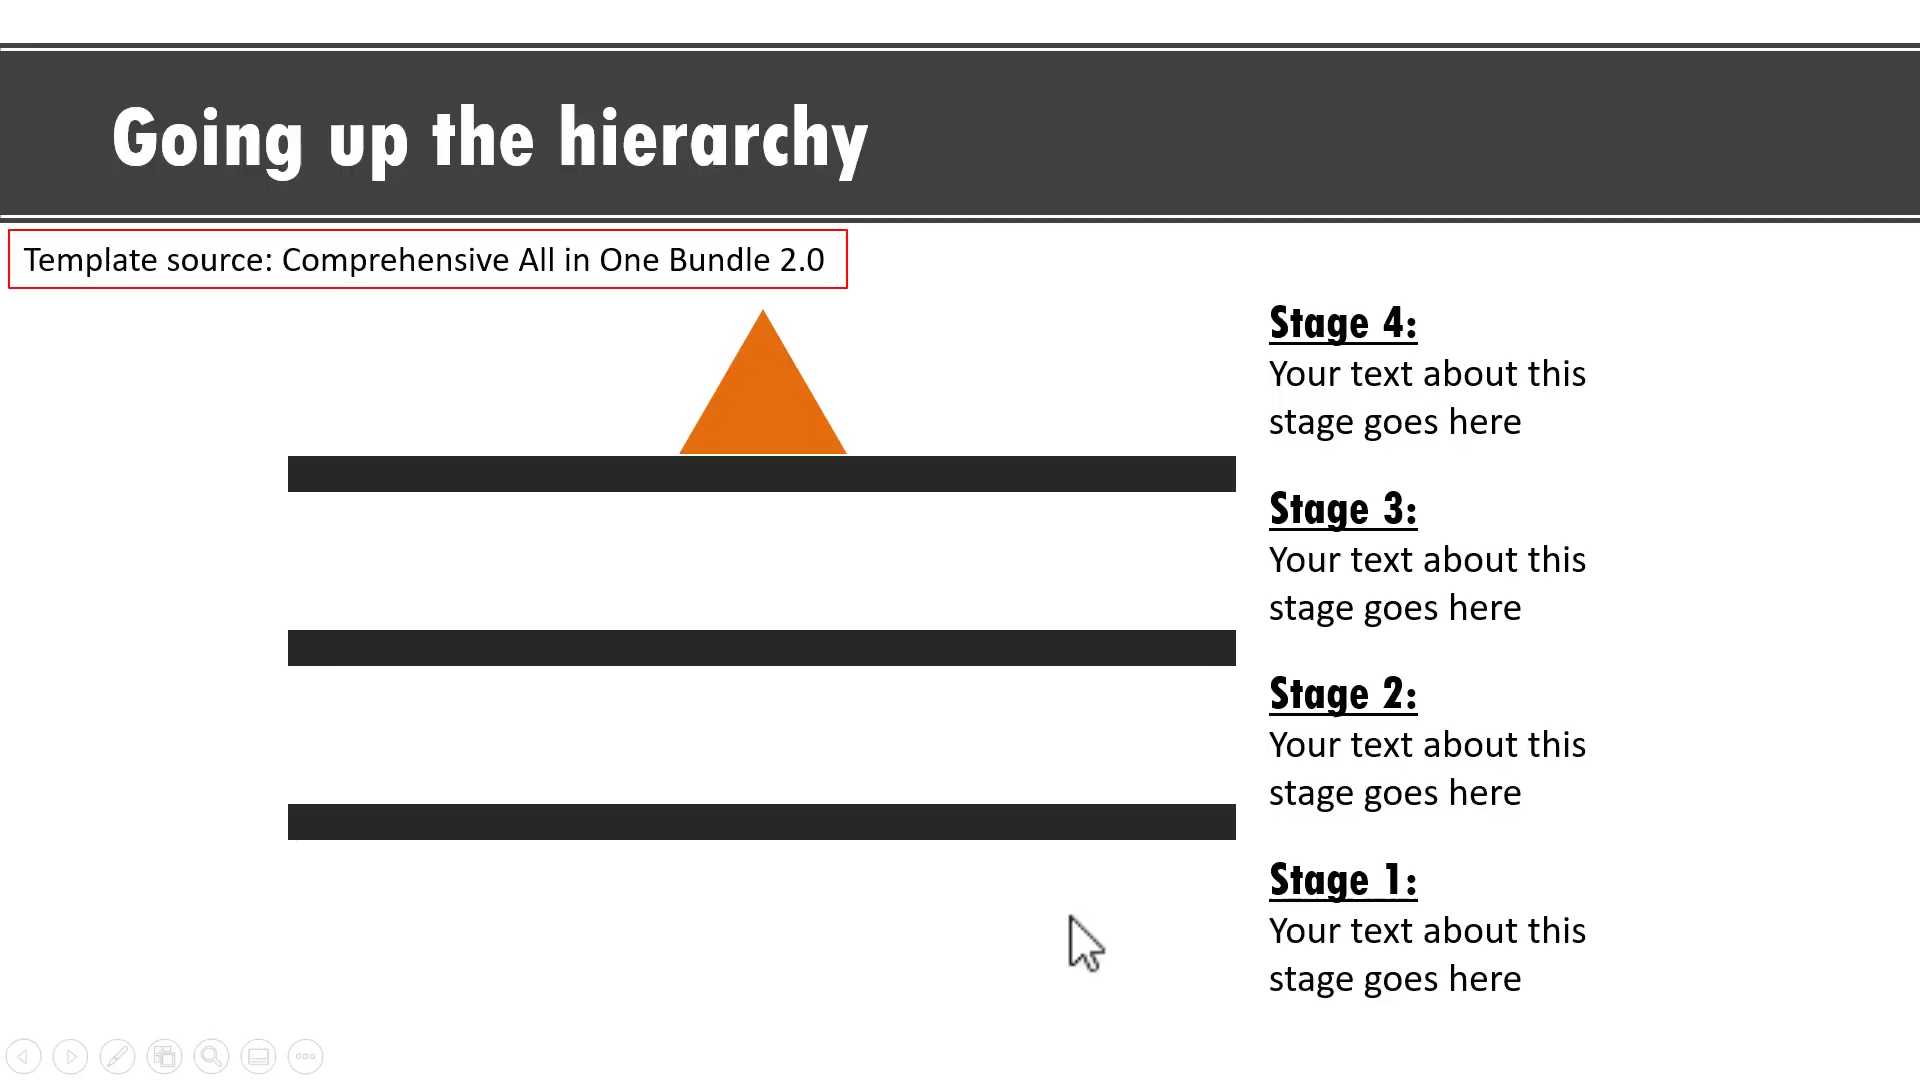 Going up the hierarchy
Template source: Comprehensive All in One Bundle 2.0
Stage 4:
Your text about this
stage goes here
Stage 3:
Your text about this
stage goes here
Stage 2:
Your text about this
stage goes here
Stage 1:
Your text about this
stage goes here